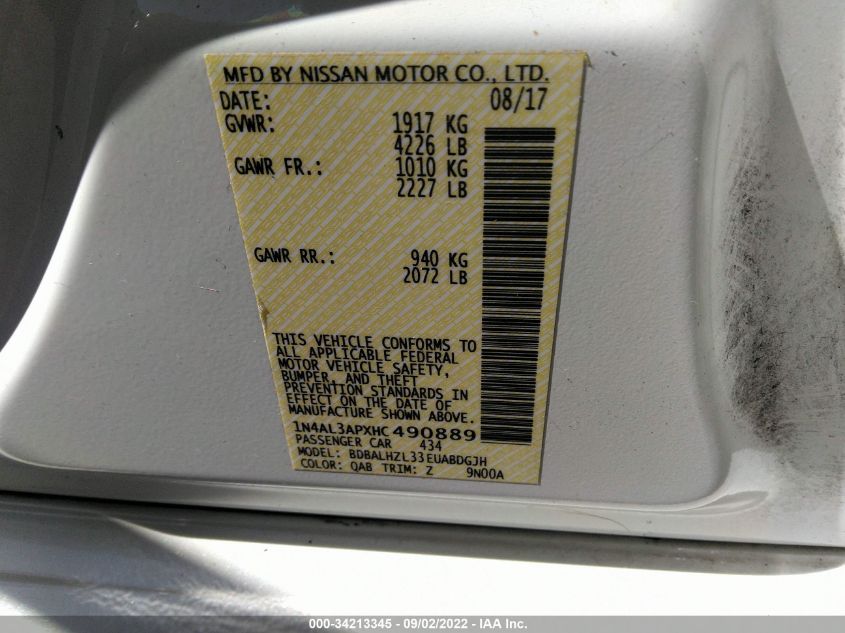 MFD BY NISSAN MOTOR CO., LTD.
DATE: 08/17
GVWR: 1917 KG
4226 LB
GAWR FR.: 1010 KG
2227 LB
GAWR RR.: 940 KG
2072 LB
THIS VEHICLE CONFORMS TO
ALL APPLICABLE FEDERAL
MOTOR VEHICLE SAFETY,
BUMPER, AND THEFT
PREVENTION STANDARDS IN
EFFECT ON THE DATE OF
MANUFACTURE SHOWN ABOVE.
1N4AL3APXHC490889
PASSENGER CAR 434
MODEL: BDBALHZL33EUABDGJH
COLOR: QAB TRIM: Z 9N00A
000-34213345 - 09/02/2022 - IAA Inc.